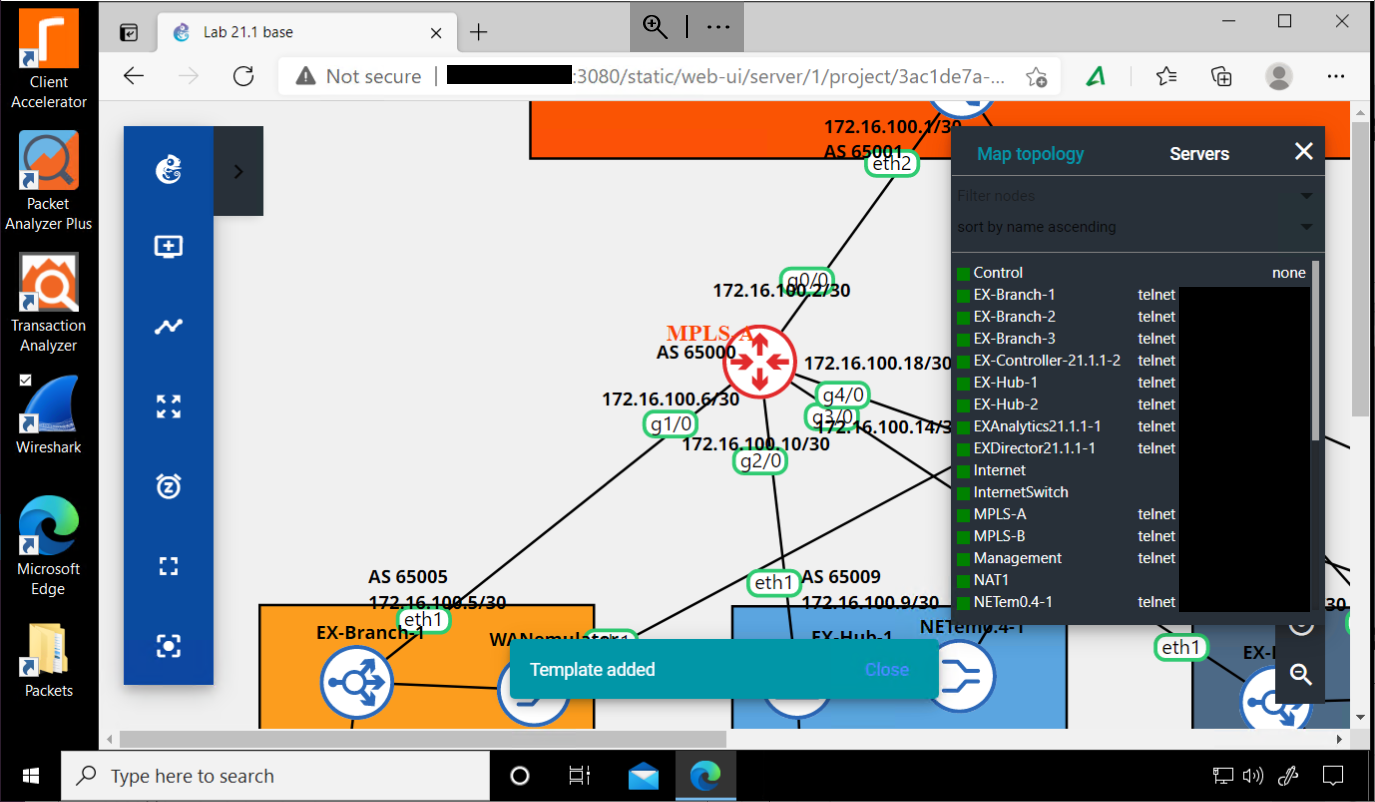 Client
Accelerator
Packet
Analyzer Plus
Transaction
Analyzer
Wireshark
Microsoft
Edge
Packets
Lab 21.1 base
Not secure
:3080/static/web-ui/server/1/project/3ac1de7a-...
172.16.100.1/30
AS 65001
eth2
g0/0
172.16.100.2/30
MPLS-A
AS 65000
172.16.100.18/30
172.16.100.6/30
g4/0
g3/0
g1/0
172.16.100.14/3
172.16.100.10/30
g2/0
AS 65005
172.16.100.5/30
eth1
EX-Branch-1
WANemulator
eth1
AS 65009
172.16.100.9/30
EX-Hub-1
NETem0.4-1
30
eth1
EX-
Map topology
Servers
Filter nodes
sort by name ascending
Control none
EX-Branch-1 telnet
EX-Branch-2 telnet
EX-Branch-3 telnet
EX-Controller-21.1.1-2 telnet
EX-Hub-1 telnet
EX-Hub-2 telnet
EXAnalytics21.1.1-1 telnet
EXDirector21.1.1-1 telnet
Internet
InternetSwitch
MPLS-A telnet
MPLS-B telnet
Management telnet
NAT1
NETem0.4-1 telnet
Template added Close
Type here to search